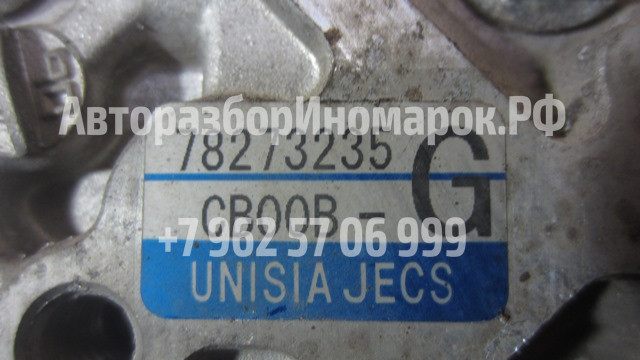 АвторазборИномарок.РФ
78273235
G
CB00B-
+7 962 57 06 999
UNISIA JECS